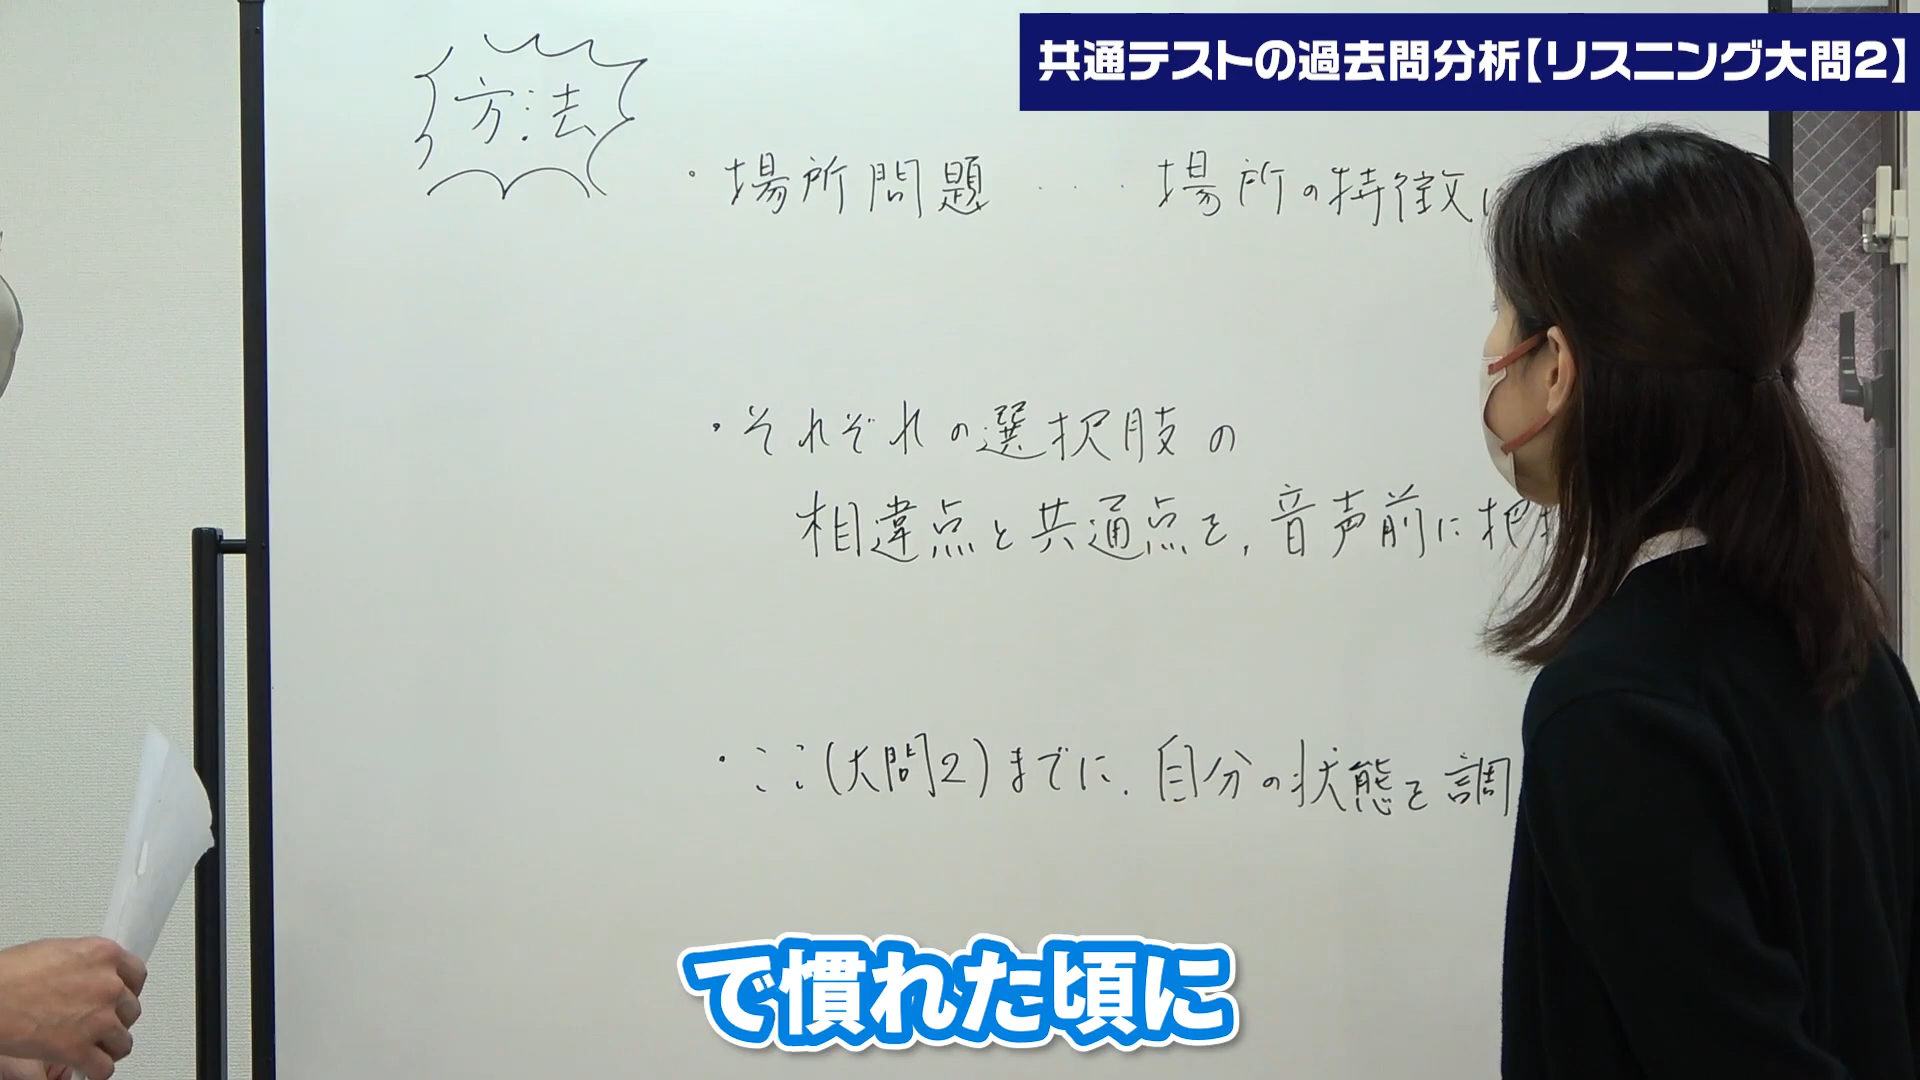 共通テストの過去問分析【リスニング大問2】
方法
・場所問題 ・・・ 場所の特徴
・それぞれの選択肢の
相違点と共通点を、音声前に把
・ここ(大問2)までに、自分の状態を調
で慣れた頃に